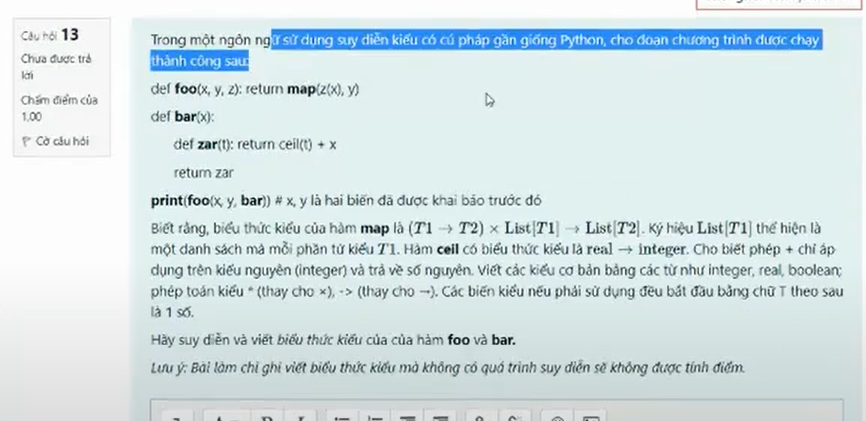 Câu hỏi 13
Chưa được trả
lời
Chấm điểm của
1,00
Cờ câu hỏi
Trong một ngôn ngữ sử dụng suy diễn kiểu có cú pháp gần giống Python, cho đoạn chương trình được chạy
thành công sau:
def foo(x, y, z): return map(z(x), y)
def bar(x):
def zar(t): return ceil(t) + x
return zar
print(foo(x, y, bar)) # x, y là hai biến đã được khai báo trước đó
Biết rằng, biểu thức kiểu của hàm map là (T1 → T2) × List[T1] → List[T2]. Ký hiệu List[T1] thể hiện là
một danh sách mà mỗi phần tử kiểu T1. Hàm ceil có biểu thức kiểu là real → integer. Cho biết phép + chỉ áp
dụng trên kiểu nguyên (integer) và trả về số nguyên. Viết các kiểu cơ bản bằng các từ như integer, real, boolean;
phép toán kiểu * (thay cho ×), -> (thay cho →). Các biến kiểu nếu phải sử dụng đều bắt đầu bằng chữ T theo sau
là 1 số.
Hãy suy diễn và viết biểu thức kiểu của của hàm foo và bar.
Lưu ý: Bài làm chỉ ghi viết biểu thức kiểu mà không có quá trình suy diễn sẽ không được tính điểm.